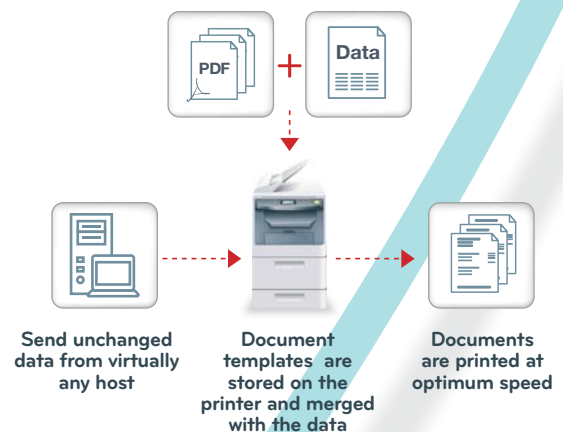 PDF
Data
Send unchanged
data from virtually
any host
Document
templates are
stored on the
printer and merged
with the data
Documents
are printed at
optimum speed